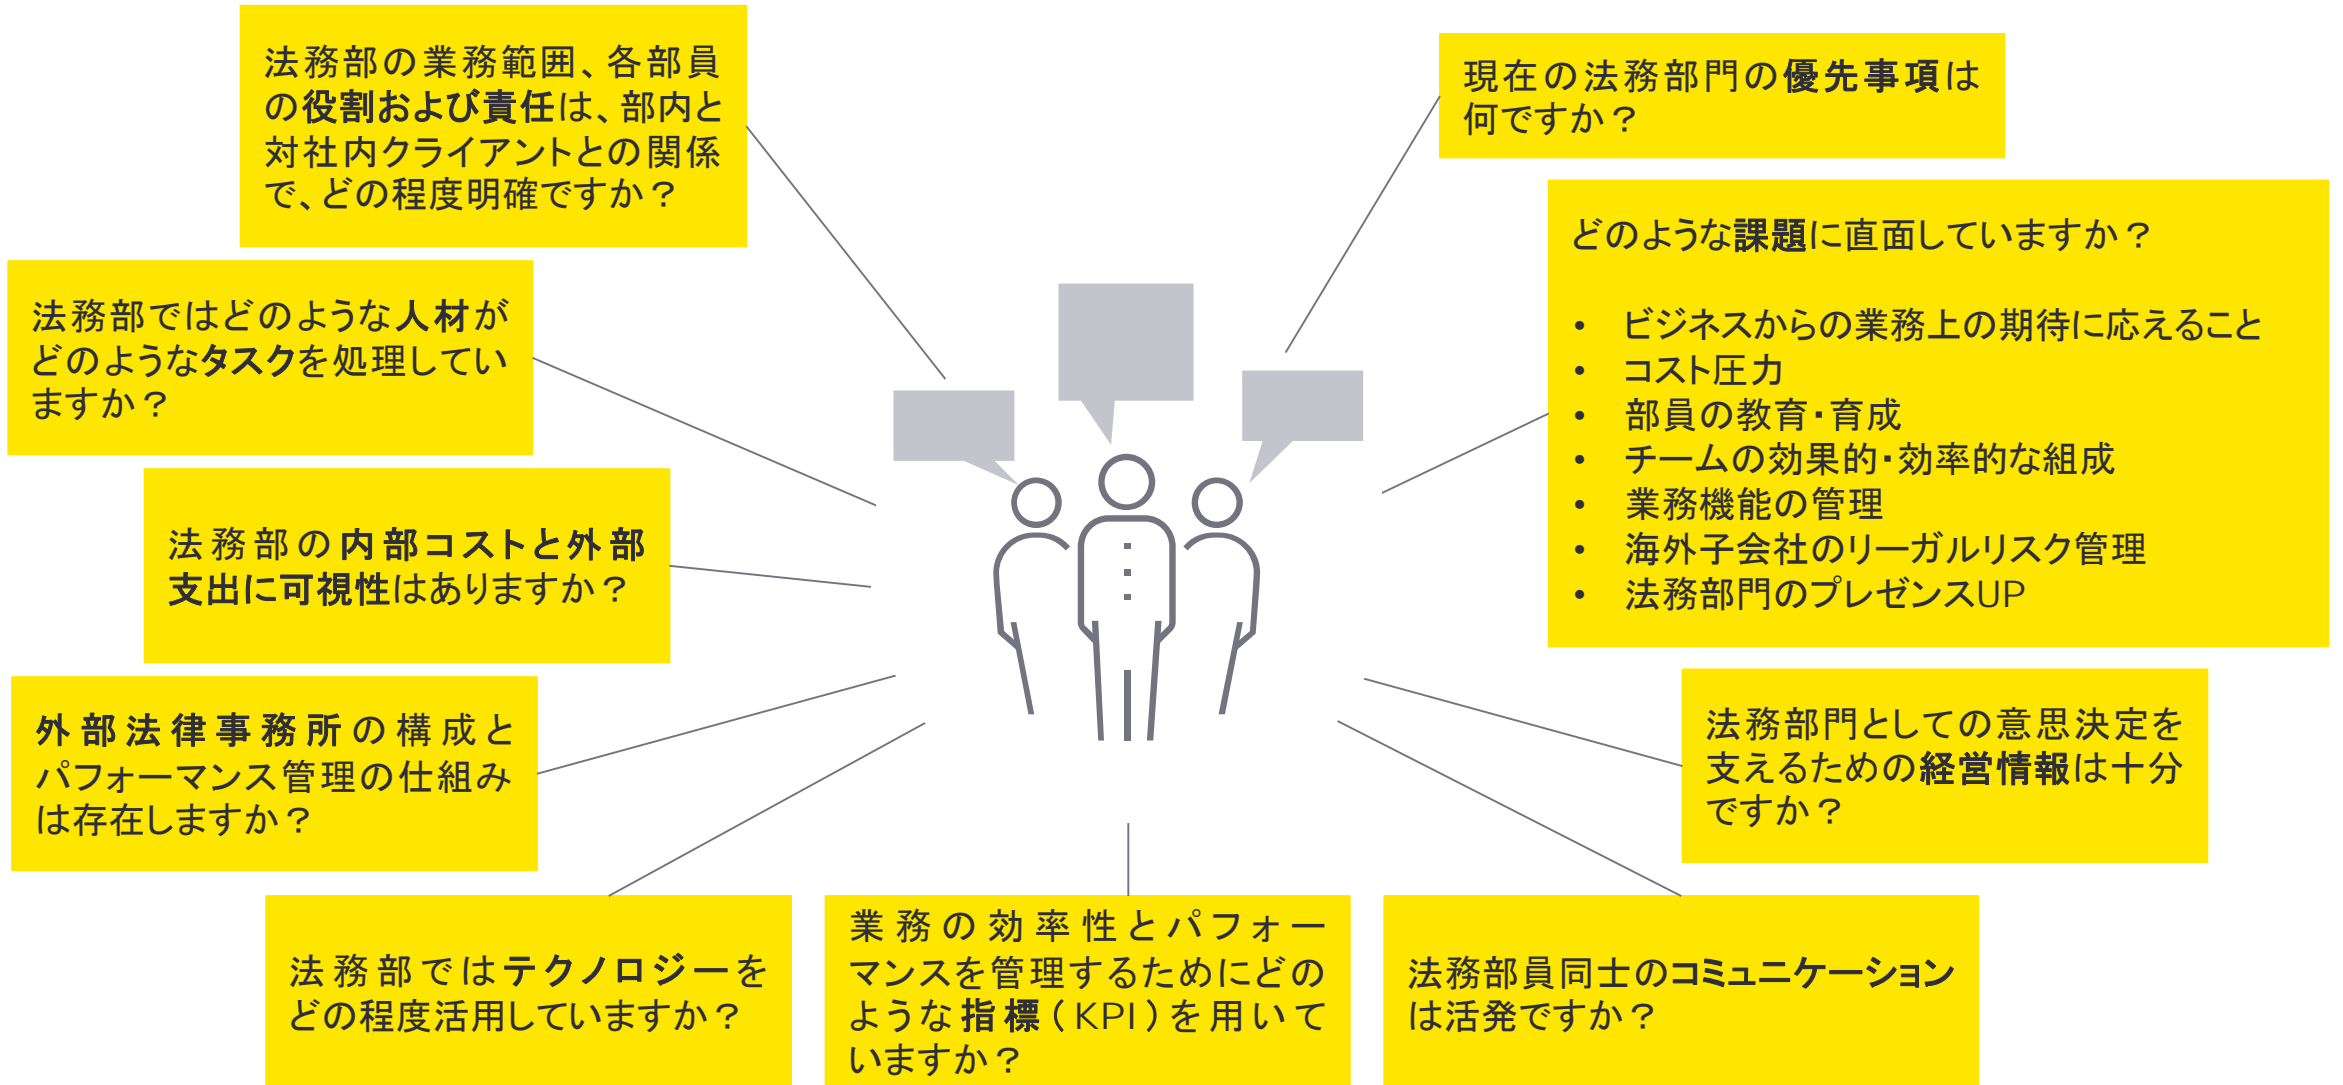 法務部の業務範囲、各部員
の役割および責任は、部内と
対社内クライアントとの関係
で、どの程度明確ですか？
現在の法務部門の優先事項は
何ですか？
どのような課題に直面していますか？
• ビジネスからの業務上の期待に応えること
• コスト圧力
• 部員の教育・育成
• チームの効果的・効率的な組成
• 業務機能の管理
• 海外子会社のリーガルリスク管理
• 法務部門のプレゼンスUP
法務部ではどのような人材が
どのようなタスクを処理してい
ますか？
法務部の内部コストと外部
支出に可視性はありますか？
外部法律事務所の構成と
パフォーマンス管理の仕組み
は存在しますか？
法務部門としての意思決定を
支えるための経営情報は十分
ですか？
法務部ではテクノロジーを
どの程度活用していますか？
業務の効率性とパフォー
マンスを管理するためにどの
ような指標（KPI）を用いて
いますか？
法務部員同士のコミュニケーション
は活発ですか？